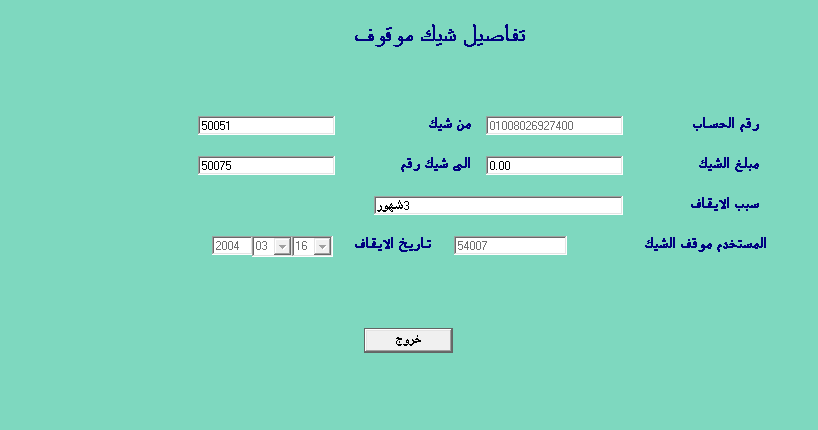 تفاصيل شيك موقوف
رقم الحساب 01008026927400 من شيك 50051
مبلغ الشيك 0.00 الى شيك رقم 50075
سبب الايقاف 3شهور
المستخدم موقف الشيك 54007 تاريخ الايقاف 16 03 2004
خروج